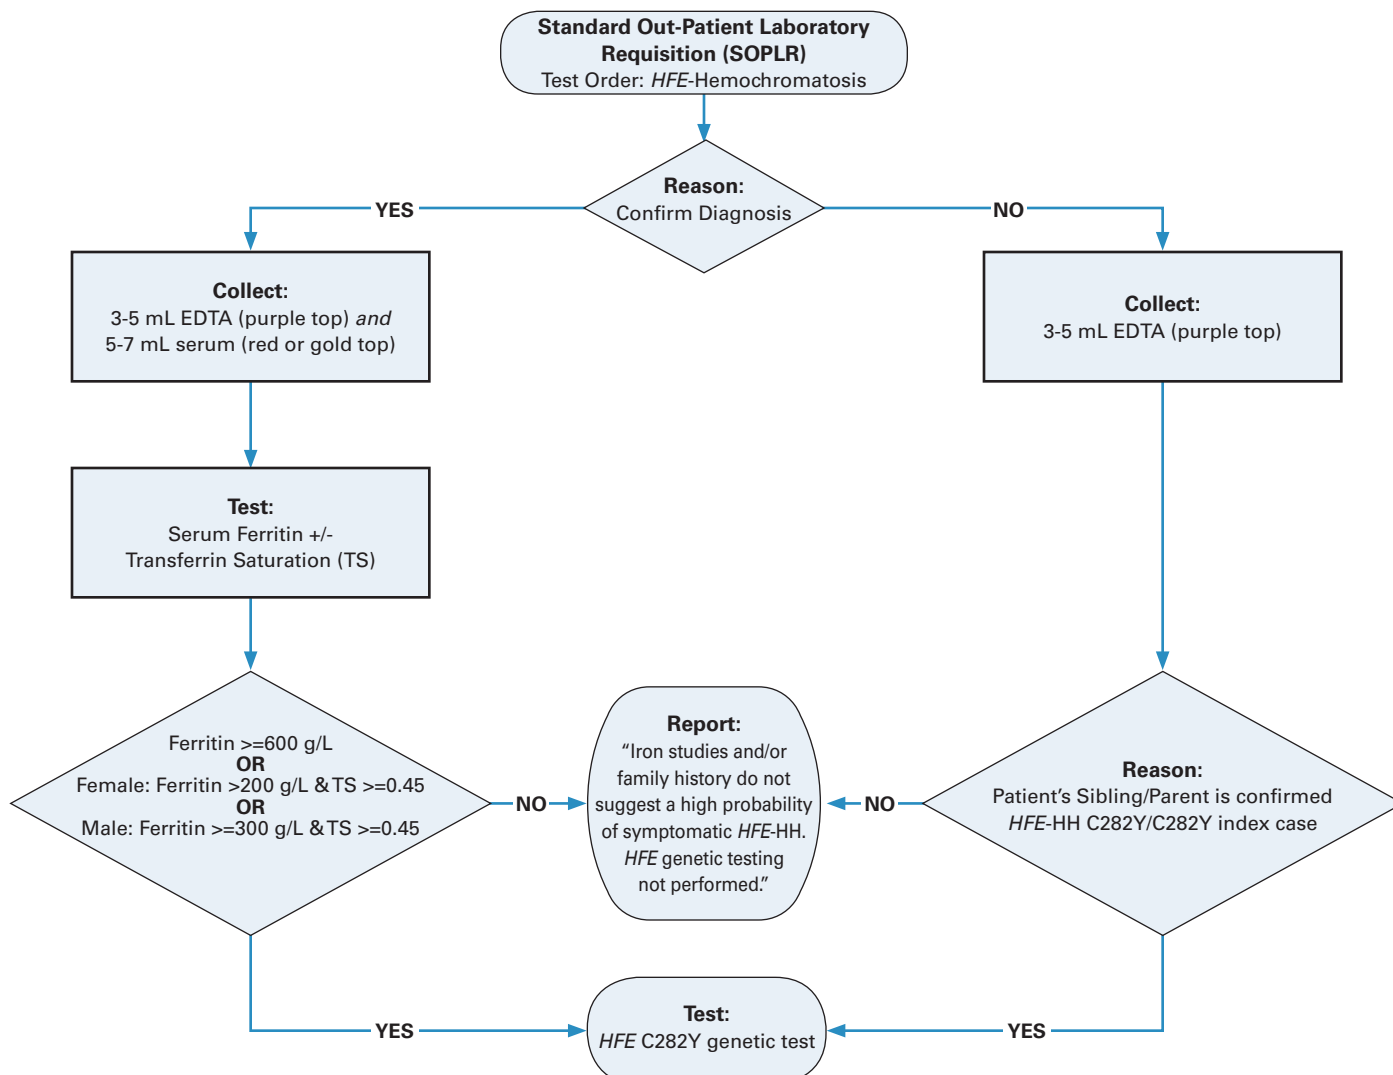 Standard Out-Patient Laboratory
Requisition (SOPLR)
Test Order: HFE-Hemochromatosis
Reason:
Confirm Diagnosis
YES
NO
Collect:
3-5 mL EDTA (purple top) and
5-7 mL serum (red or gold top)
Collect:
3-5 mL EDTA (purple top)
Test:
Serum Ferritin +/-
Transferrin Saturation (TS)
Ferritin >=600 g/L
OR
Female: Ferritin >200 g/L & TS >=0.45
OR
Male: Ferritin >=300 g/L & TS >=0.45
NO
Report:
“Iron studies and/or
family history do not
suggest a high probability
of symptomatic HFE-HH.
HFE genetic testing
not performed.”
NO
Reason:
Patient’s Sibling/Parent is confirmed
HFE-HH C282Y/C282Y index case
YES
Test:
HFE C282Y genetic test
YES